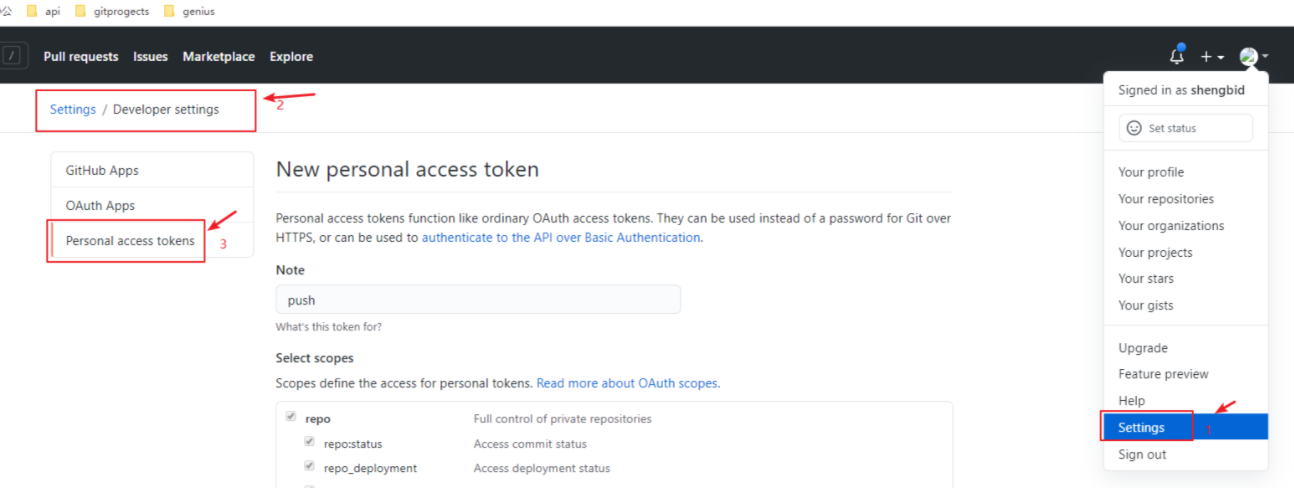 api gitprogects genius
/ Pull requests Issues Marketplace Explore
Settings / Developer settings
2
GitHub Apps
OAuth Apps
Personal access tokens
3
New personal access token
Personal access tokens function like ordinary OAuth access tokens. They can be used instead of a password for Git over
HTTPS, or can be used to authenticate to the API over Basic Authentication.
Note
push
What's this token for?
Select scopes
Scopes define the access for personal tokens. Read more about OAuth scopes.
repo Full control of private repositories
repo:status Access commit status
repo_deployment Access deployment status
Signed in as shengbid
Set status
Your profile
Your repositories
Your organizations
Your projects
Your stars
Your gists
Upgrade
Feature preview
Help
Settings 1
Sign out